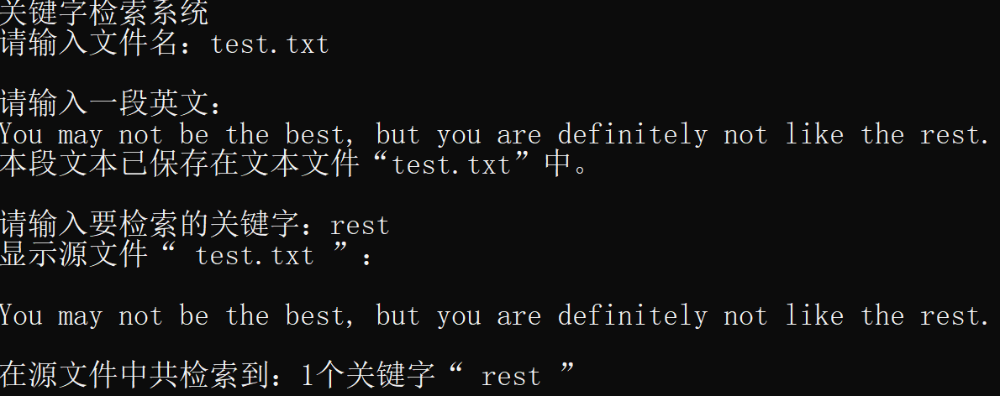 关键字检索系统
请输入文件名：test.txt
请输入一段英文：
You may not be the best, but you are definitely not like the rest.
本段文本已保存在文本文件“test.txt”中。
请输入要检索的关键字：rest
显示源文件“ test.txt ”：
You may not be the best, but you are definitely not like the rest.
在源文件中共检索到：1个关键字“ rest ”